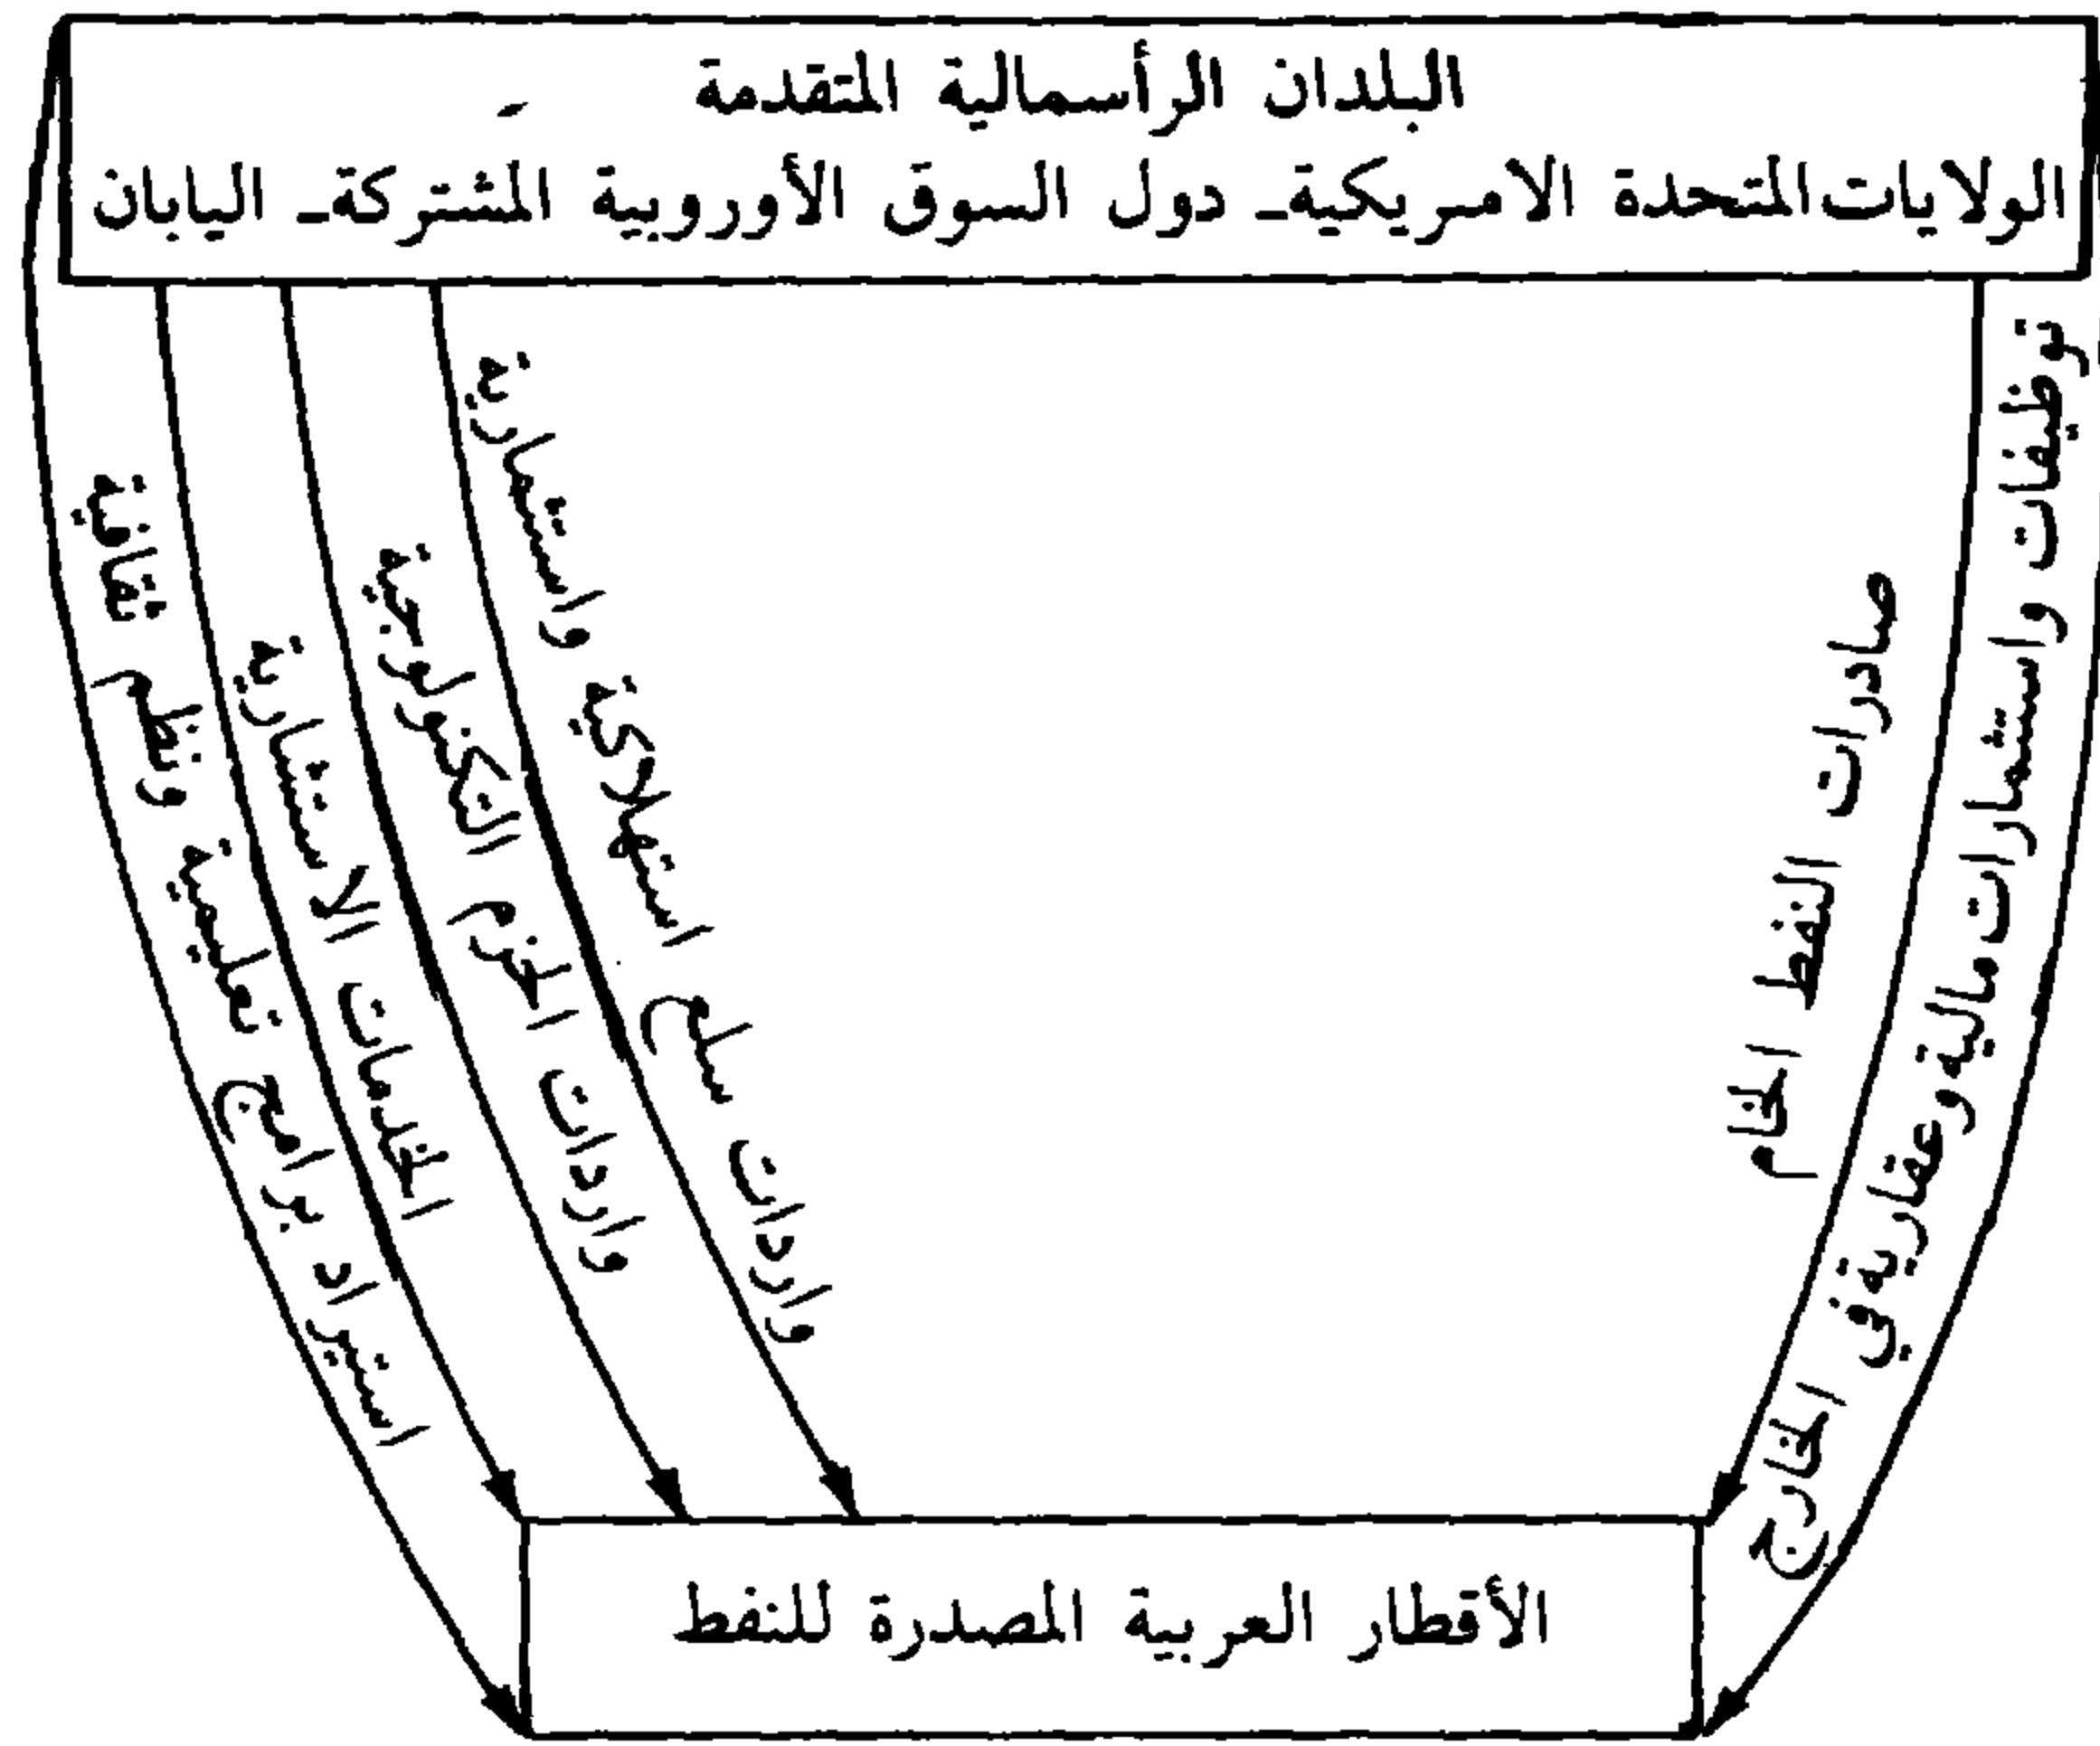 البلدان الرأسمالية المتقدمة
الولايات المتحدة الامريكية ـ دول السوق الأوروبية المشتركة ـ اليابان
توظيفات واستثمارات مالية وعقارية في الخارج
صادرات النفط الخام
واردات سلع استهلاكية واستثمارية
واردات الحزم التكنولوجية
الخدمات الاستشارية
استيراد برامج تعليمية ونظم ثقافية
الأقطار العربية المصدرة للنفط